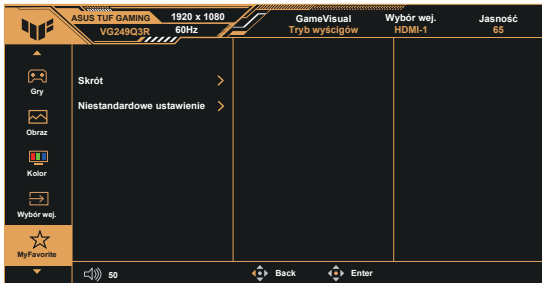 ASUS TUF GAMING
VG249Q3R
1920 x 1080
60Hz
GameVisual
Tryb wyścigów
Wybór wej.
HDMI-1
Jasność
65
Gry
Obraz
Kolor
Wybór wej.
MyFavorite
Skrót
Niestandardowe ustawienie
50
Back
Enter